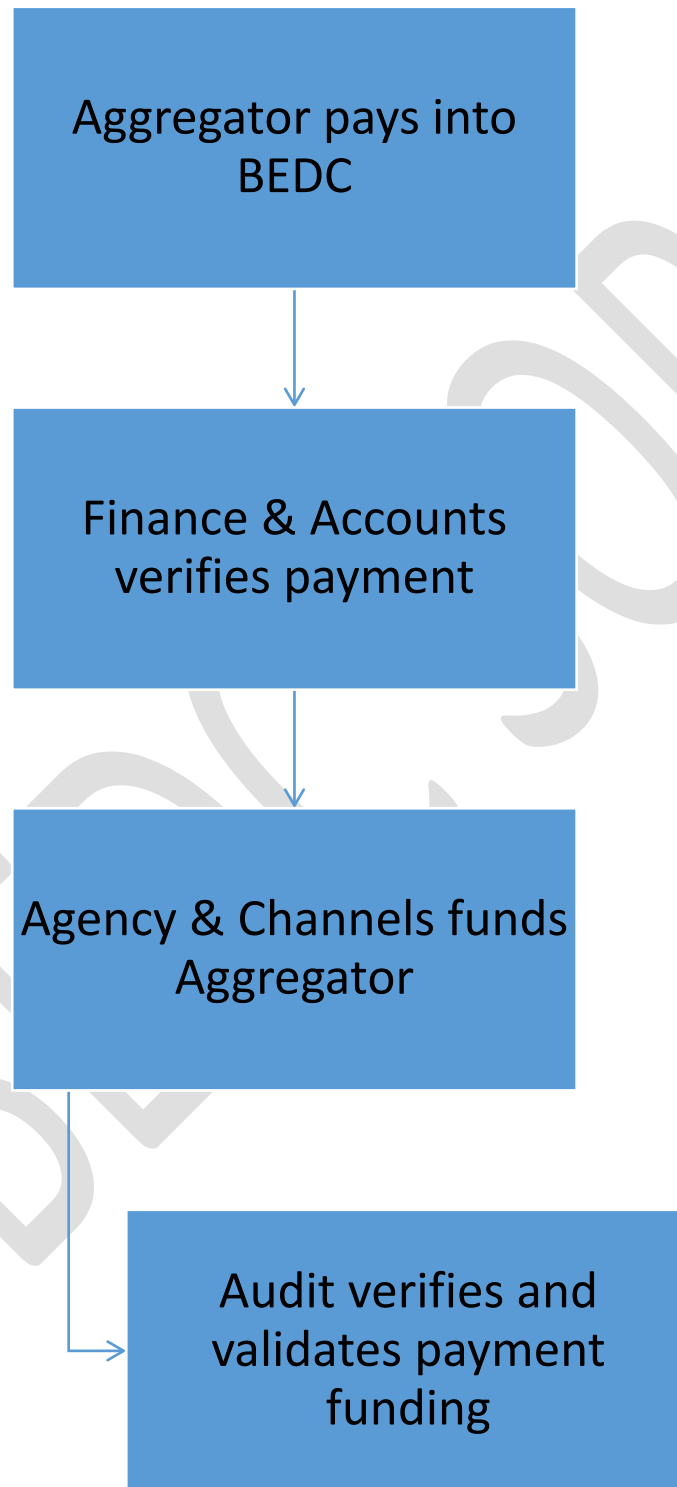 Aggregator pays into
BEDC
Finance & Accounts
verifies payment
Agency & Channels funds
Aggregator
Audit verifies and
validates payment
funding